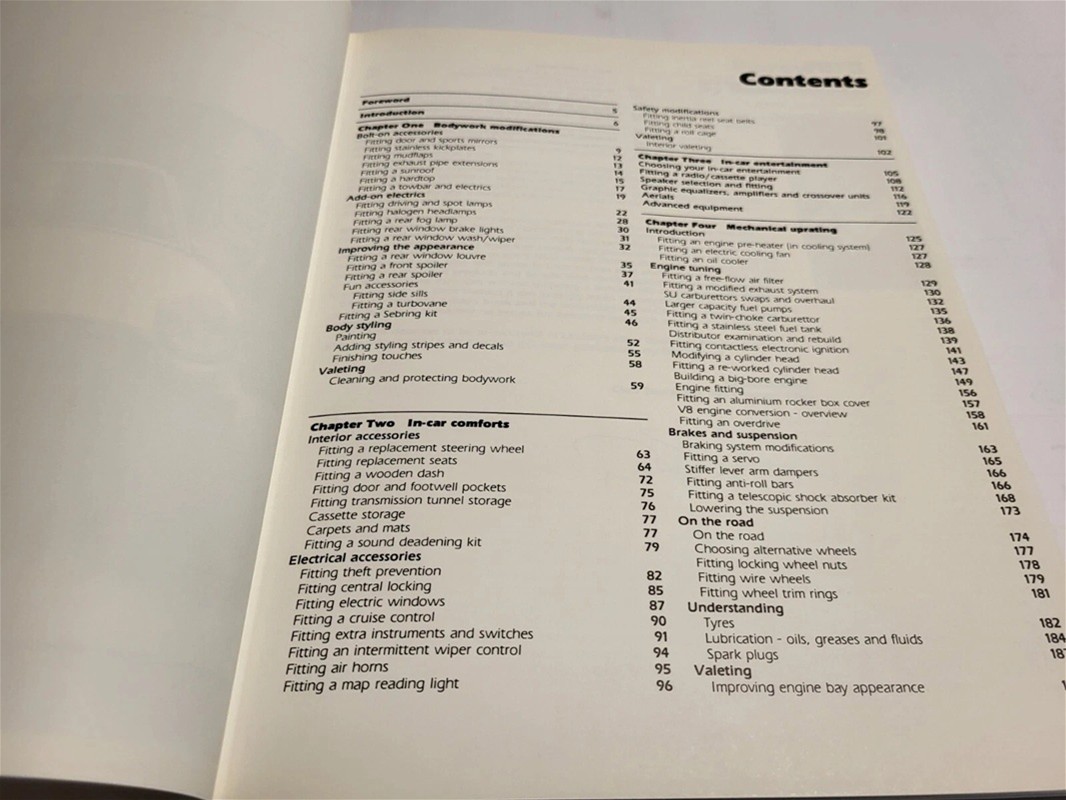 Contents
Foreword 5
Introduction 6
Chapter One Bodywork modifications
Bolt-on accessories
Fitting door and sports mirrors 9
Fitting stainless kickplates 12
Fitting mudflaps 13
Fitting exhaust pipe extensions 14
Fitting a sunroof 15
Fitting a hardtop 17
Fitting a towbar and electrics 19
Add-on electrics
Fitting driving and spot lamps 22
Fitting halogen headlamps 28
Fitting a rear fog lamp 30
Fitting rear window brake lights 31
Fitting a rear window wash/wiper 32
Improving the appearance
Fitting a rear window louvre 35
Fitting a front spoiler 37
Fitting a rear spoiler 41
Fun accessories
Fitting side sills 44
Fitting a turbovane 45
Fitting a Sebring kit 46
Body styling
Painting 52
Adding styling stripes and decals 55
Finishing touches 58
Valeting
Cleaning and protecting bodywork 59
Chapter Two In-car comforts
Interior accessories
Fitting a replacement steering wheel 63
Fitting replacement seats 64
Fitting a wooden dash 72
Fitting door and footwell pockets 75
Fitting transmission tunnel storage 76
Cassette storage 77
Carpets and mats 77
Fitting a sound deadening kit 79
Electrical accessories
Fitting theft prevention 82
Fitting central locking 85
Fitting electric windows 87
Fitting a cruise control 90
Fitting extra instruments and switches 91
Fitting an intermittent wiper control 94
Fitting air horns 95
Fitting a map reading light 96
Safety modifications
Fitting inertia reel seat belts 97
Fitting child seats 98
Fitting a roll cage 101
Valeting
Interior valeting 102
Chapter Three In-car entertainment
Choosing your in-car entertainment 105
Fitting a radio/cassette player 108
Speaker selection and fitting 112
Graphic equalizers, amplifiers and crossover units 116
Aerials 119
Advanced equipment 122
Chapter Four Mechanical uprating
Introduction 125
Fitting an engine pre-heater (in cooling system) 127
Fitting an electric cooling fan 127
Fitting an oil cooler 128
Engine tuning
Fitting a free-flow air filter 129
Fitting a modified exhaust system 130
SU carburettors swaps and overhaul 132
Larger capacity fuel pumps 135
Fitting a twin-choke carburettor 136
Fitting a stainless steel fuel tank 138
Distributor examination and rebuild 139
Fitting contactless electronic ignition 141
Modifying a cylinder head 143
Fitting a re-worked cylinder head 147
Building a big-bore engine 149
Engine fitting 156
Fitting an aluminium rocker box cover 157
V8 engine conversion - overview 158
Fitting an overdrive 161
Brakes and suspension
Braking system modifications 163
Fitting a servo 165
Stiffer lever arm dampers 166
Fitting anti-roll bars 166
Fitting a telescopic shock absorber kit 168
Lowering the suspension 173
On the road
On the road 174
Choosing alternative wheels 177
Fitting locking wheel nuts 178
Fitting wire wheels 179
Fitting wheel trim rings 181
Understanding
Tyres 182
Lubrication - oils, greases and fluids 184
Spark plugs
Valeting
Improving engine bay appearance